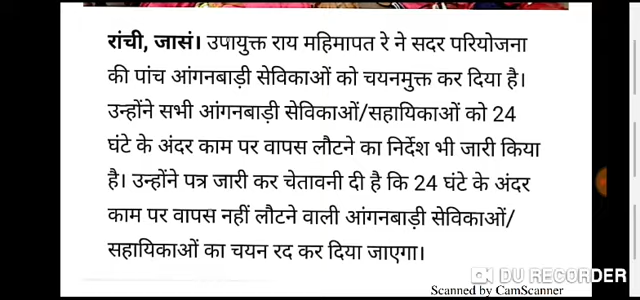 रांची, जासं। उपायुक्त राय महिमापत रे ने सदर परियोजना
की पांच आंगनबाड़ी सेविकाओं को चयनमुक्त कर दिया है।
उन्होंने सभी आंगनबाड़ी सेविकाओं/सहायिकाओं को 24
घंटे के अंदर काम पर वापस लौटने का निर्देश भी जारी किया
है। उन्होंने पत्र जारी कर चेतावनी दी है कि 24 घंटे के अंदर
काम पर वापस नहीं लौटने वाली आंगनबाड़ी सेविकाओं/
सहायिकाओं का चयन रद कर दिया जाएगा।
DU RECORDER
Scanned by CamScanner